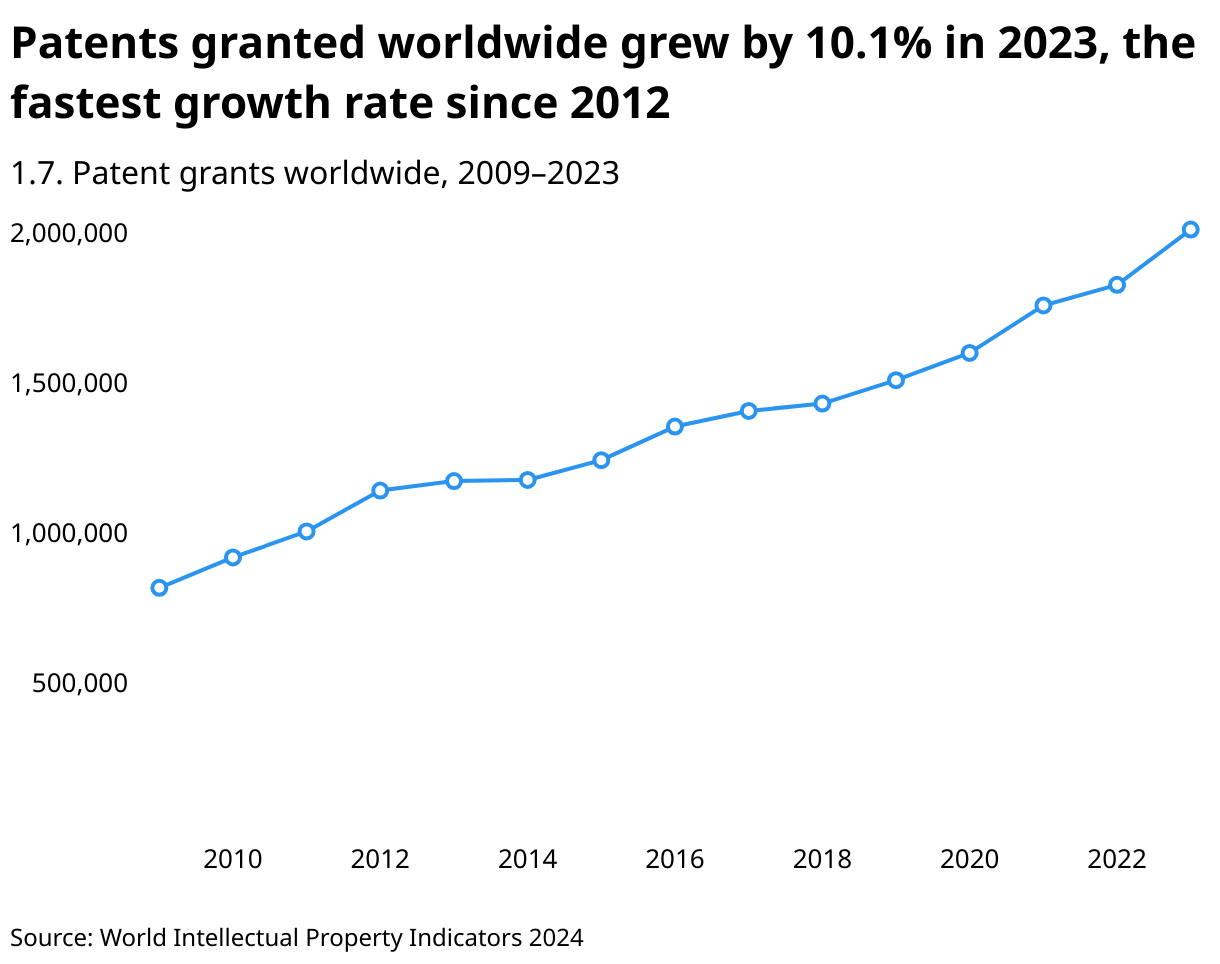 Patents granted worldwide grew by 10.1% in 2023, the
fastest growth rate since 2012
1.7. Patent grants worldwide, 2009–2023
2,000,000
1,500,000
1,000,000
500,000
2010 2012 2014 2016 2018 2020 2022
Source: World Intellectual Property Indicators 2024